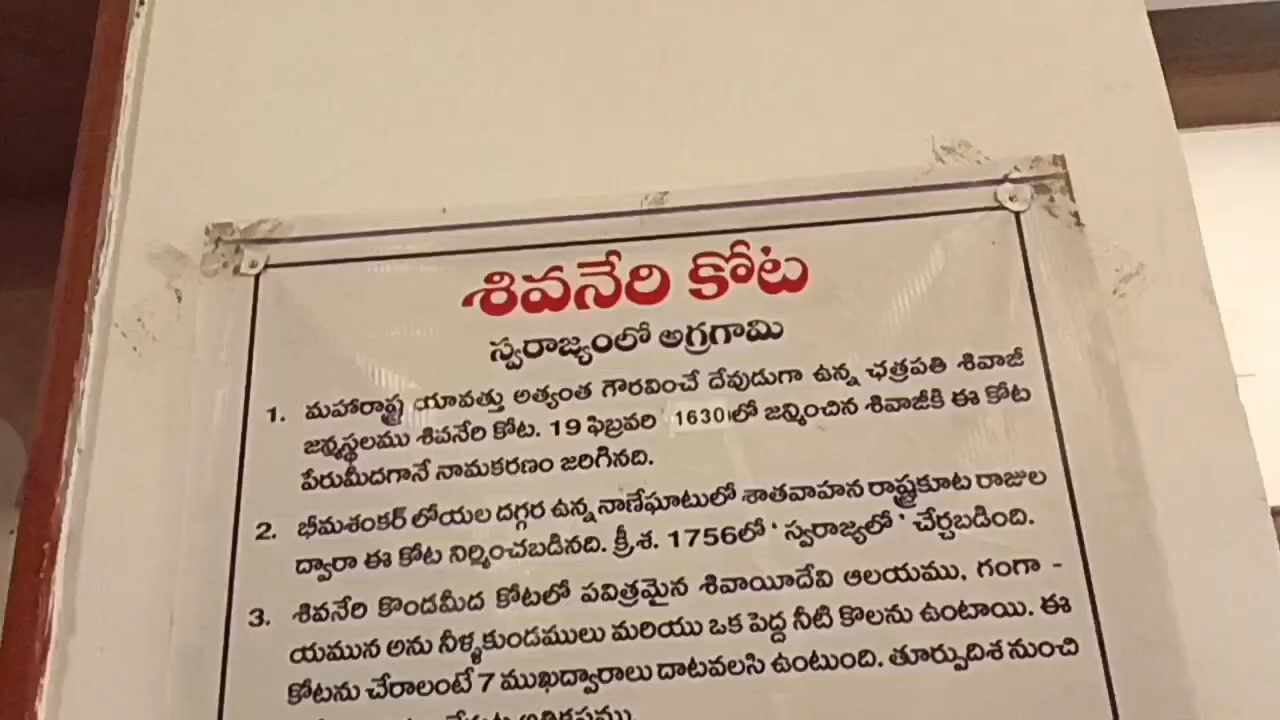 శివనేరి కోట
స్వరాజ్యంలో అగ్రగామి
1. మహారాష్ట్ర యావత్తు అత్యంత గౌరవించే దేవుడుగా ఉన్న ఛత్రపతి శివాజీ
జన్మస్థలము శివనేరి కోట. 19 ఫిబ్రవరి 1630లో జన్మించిన శివాజీకి ఈ కోట
పేరుమీదగానే నామకరణం జరిగినది.
2. భీమశంకర్ లోయల దగ్గర ఉన్న నాణేఘాటులో శాతవాహన రాష్ట్రకూట రాజుల
ద్వారా ఈ కోట నిర్మించబడినది. క్రీ.శ. 1756లో ' స్వరాజ్యలో ' చేర్చబడింది.
3. శివనేరి కొండమీద కోటలో పవిత్రమైన శివాయీదేవి ఆలయము, గంగా -
యమున అను నీళ్ళకుండములు మరియు ఒక పెద్ద నీటి కొలను ఉంటాయి. ఈ
కోటను చేరాలంటే 7 ముఖద్వారాలు దాటవలసి ఉంటుంది. తూర్పుదిశ నుంచి